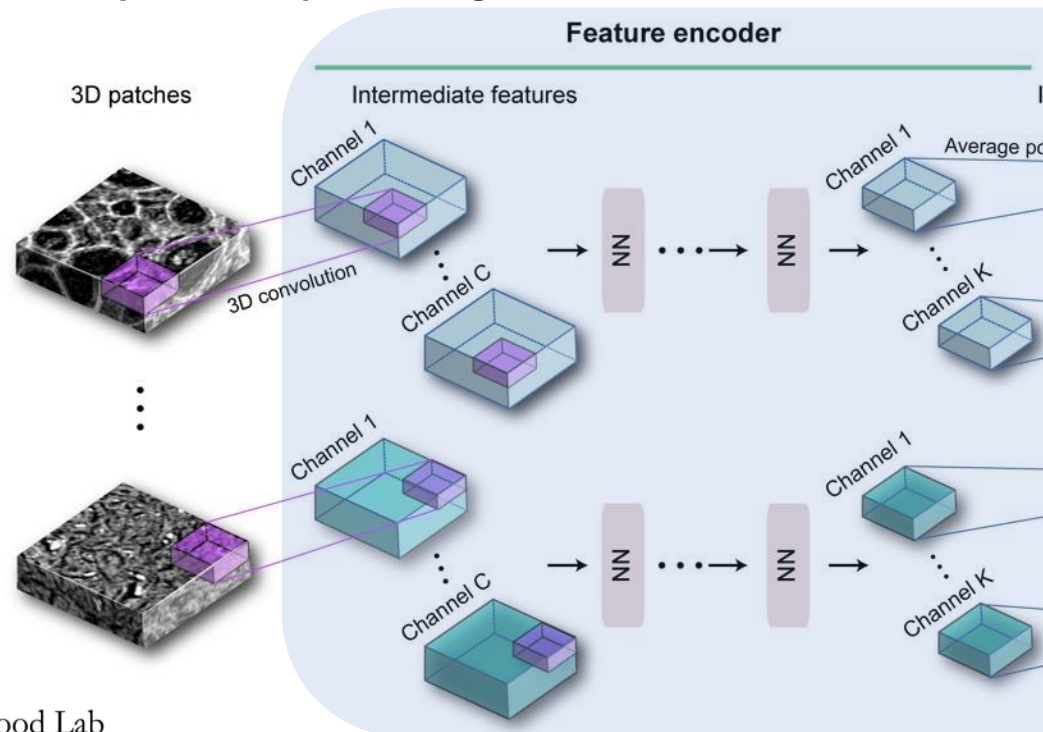 Feature encoder
3D patches
Intermediate features
Channel 1
3D convolution
Channel C
NN
NN
Channel 1
Average po
Channel K
Channel 1
Channel C
NN
NN
Channel 1
Channel K
ood Lab